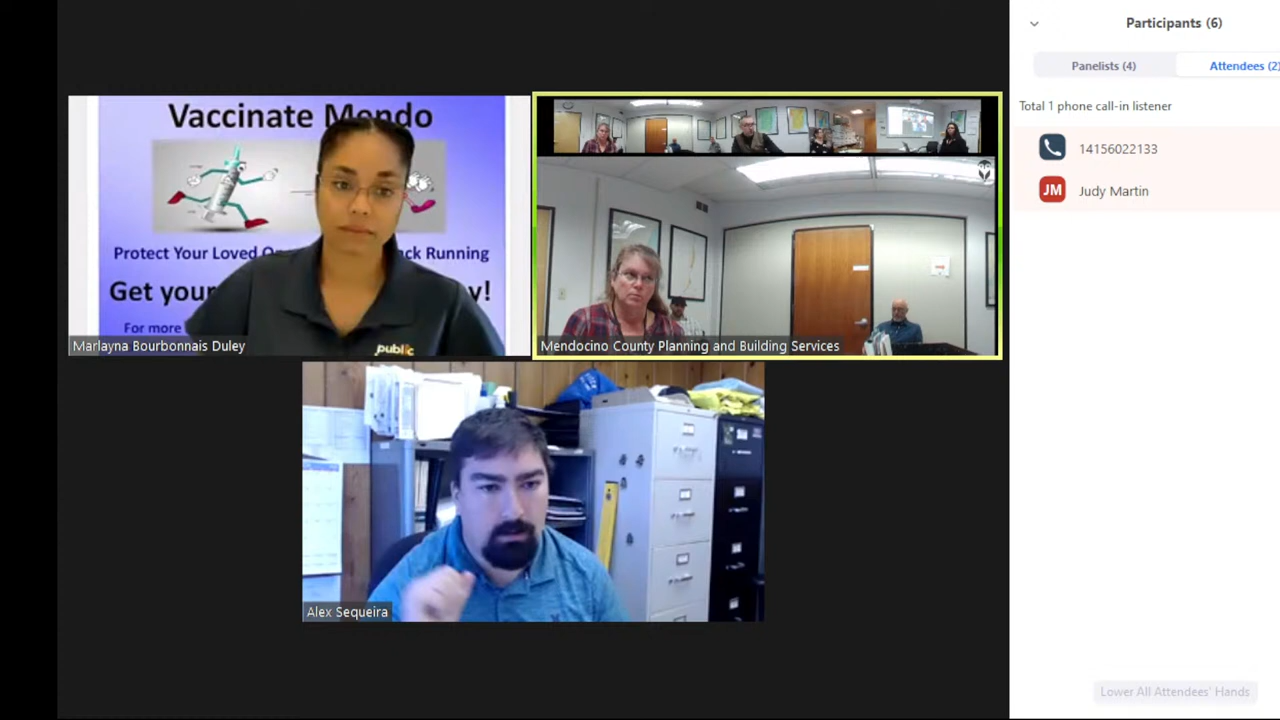 Vaccinate Mendo
Protect Your Loved
ck Running
Get your
y!
For more
public
Marlayna Bourbonnais Duley
Mendocino County Planning and Building Services
Alex Sequeira
Participants (6)
Panelists (4)
Attendees (2)
Total 1 phone call-in listener
14156022133
JM
Judy Martin
Lower All Attendees' Hands